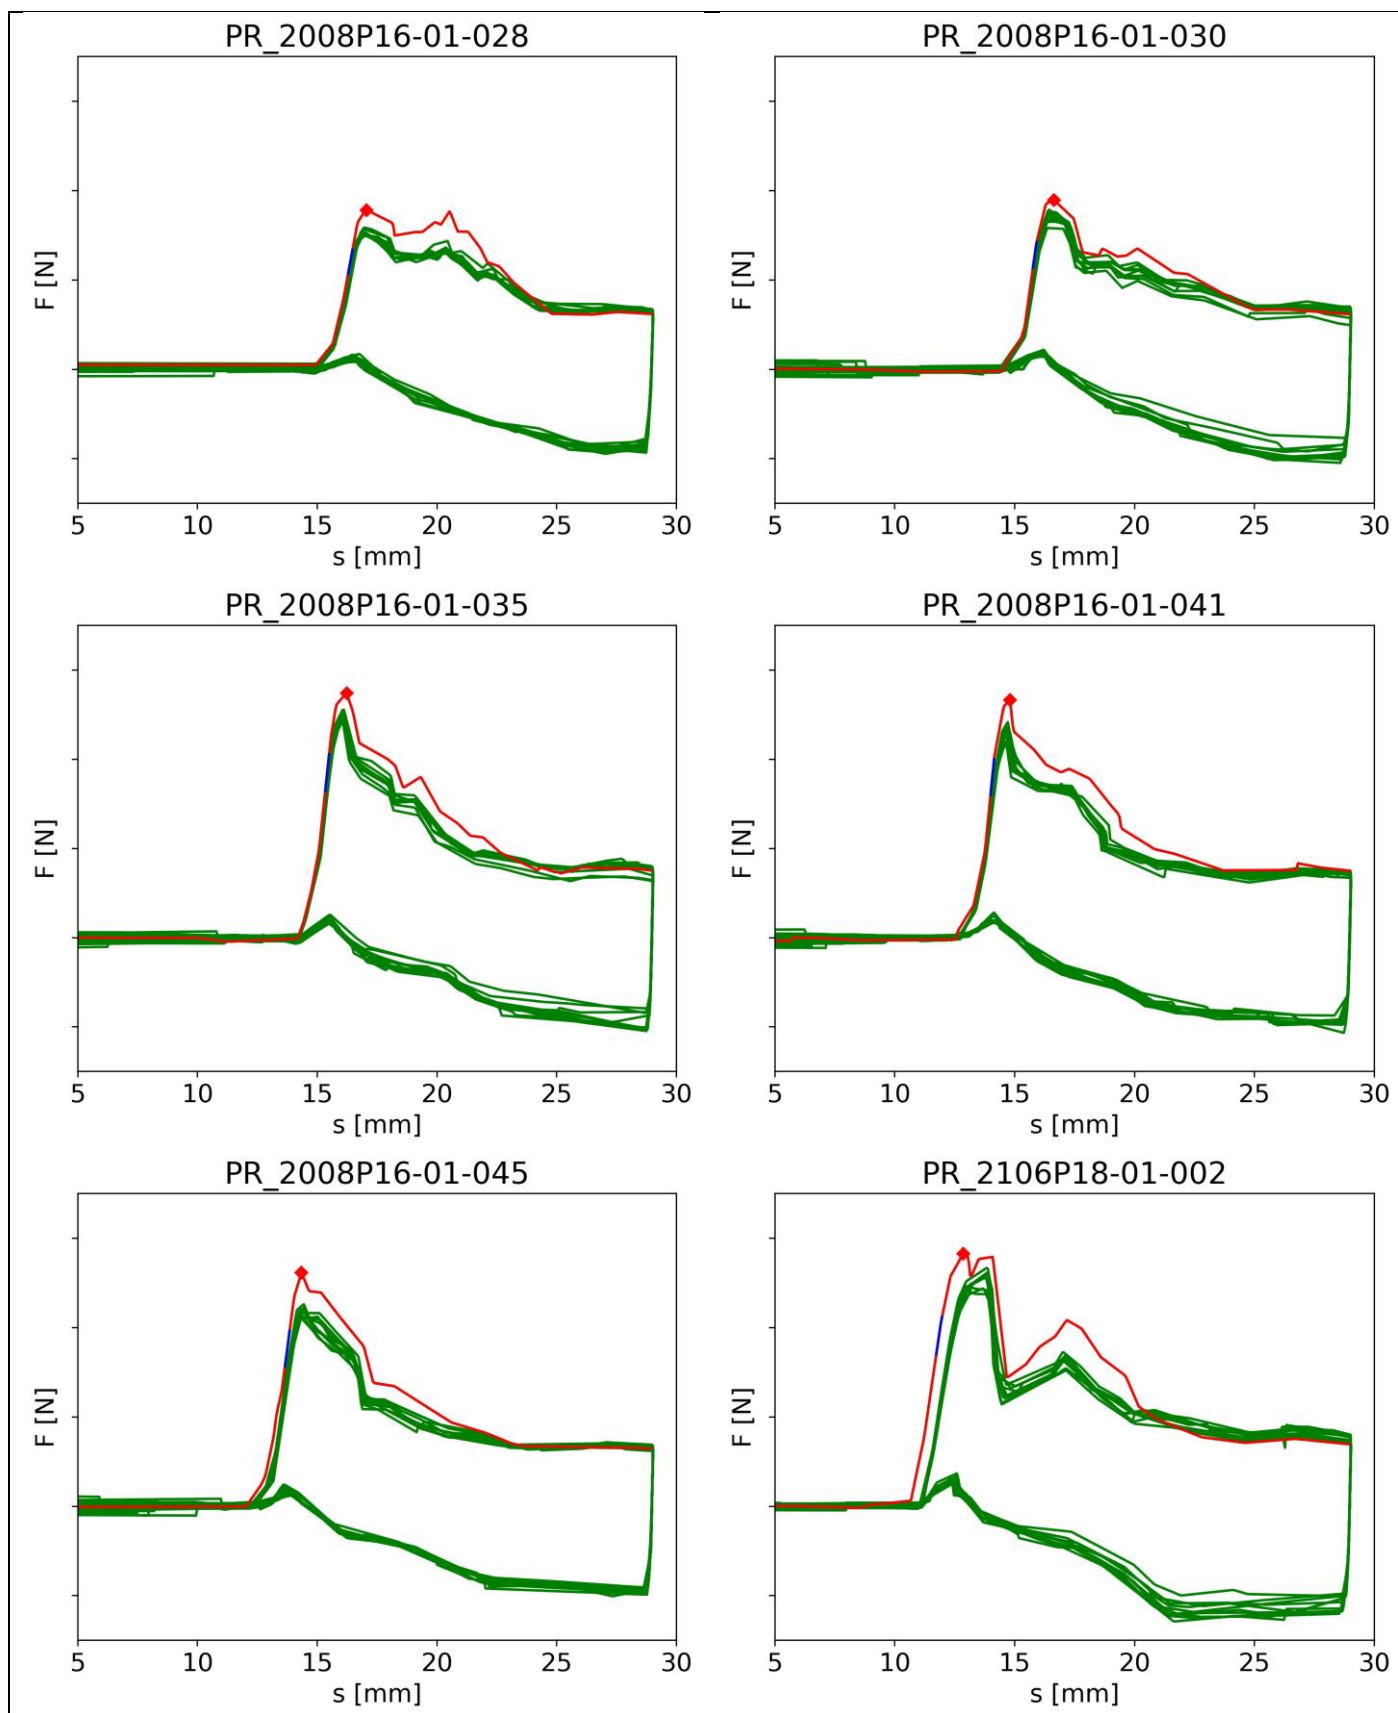 PR_2008P16-01-028
F [N]
5 10 15 20 25 30
s [mm]
PR_2008P16-01-030
F [N]
5 10 15 20 25 30
s [mm]
PR_2008P16-01-035
F [N]
5 10 15 20 25 30
s [mm]
PR_2008P16-01-041
F [N]
5 10 15 20 25 30
s [mm]
PR_2008P16-01-045
F [N]
5 10 15 20 25 30
s [mm]
PR_2106P18-01-002
F [N]
5 10 15 20 25 30
s [mm]